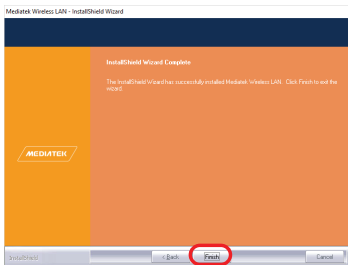 Mediatek Wireless LAN - InstallShield Wizard
InstallShield Wizard Complete
The InstallShield Wizard has successfully installed Mediatek Wireless LAN. Click Finish to exit the
wizard.
MEDIATEK
InstallShield
< Back
Finish
Cancel